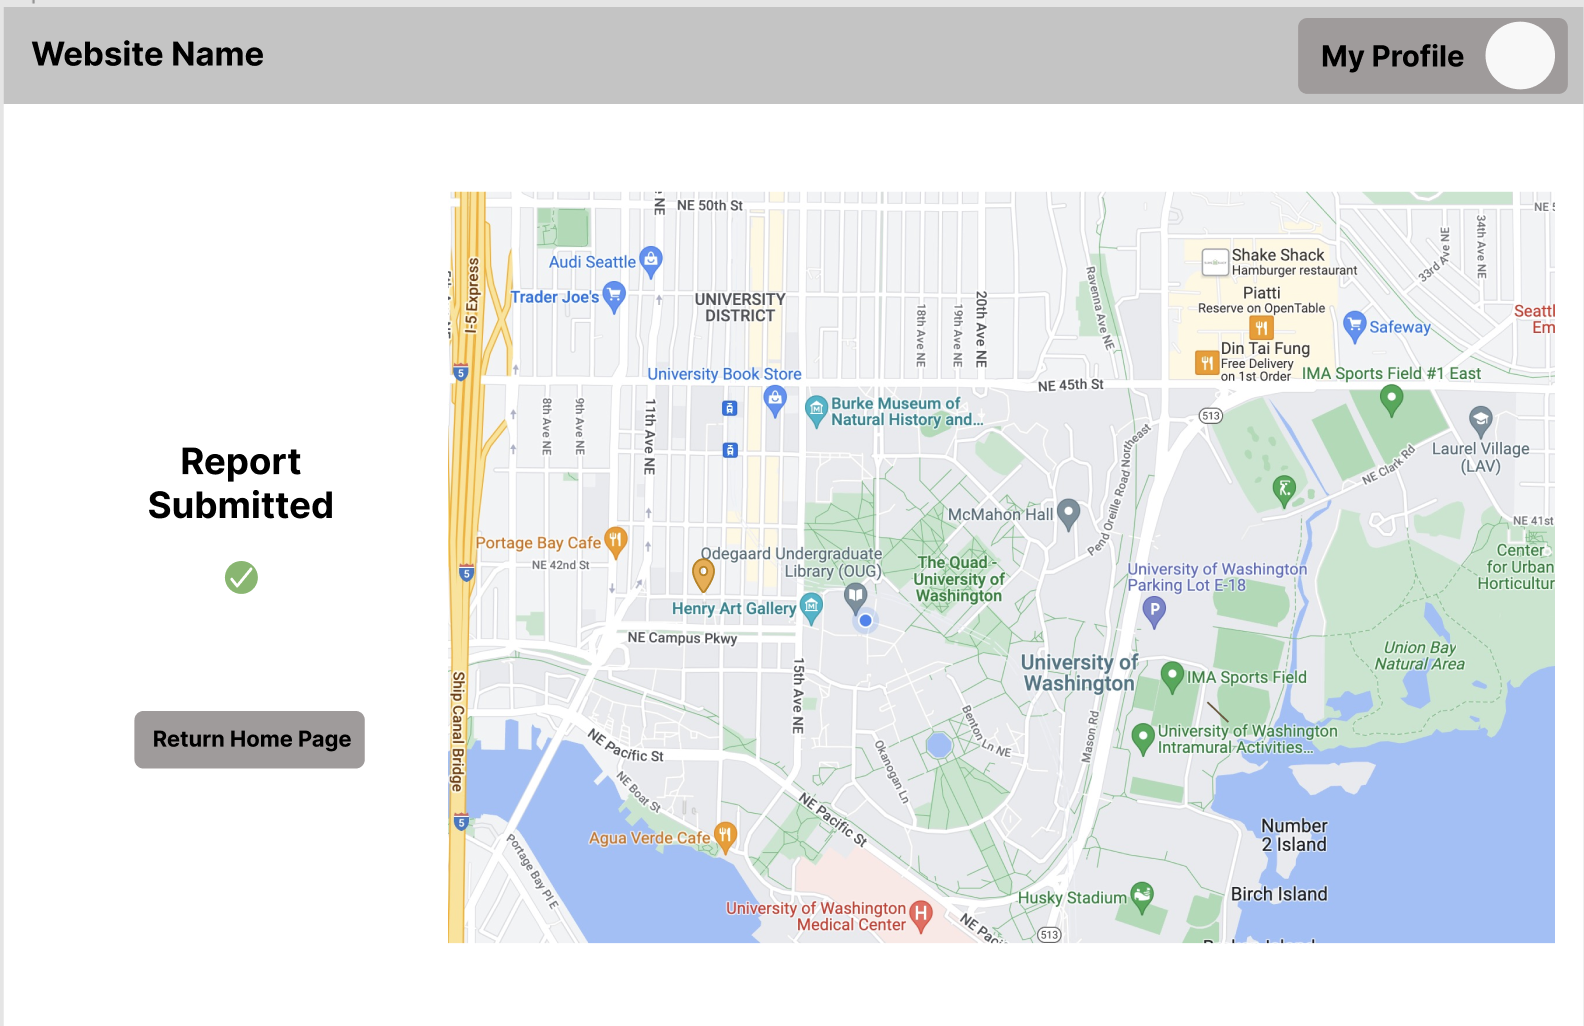 Website Name
My Profile
Report
Submitted
Return Home Page
NE 50th St
NE
I-5 Express
Audi Seattle
Trader Joe's
UNIVERSITY
DISTRICT
18th Ave NE
19th Ave NE
20th Ave NE
Ravenna Ave NE
Shake Shack
Hamburger restaurant
Piatti
Reserve on OpenTable
Din Tai Fung
Free Delivery
on 1st Order
Safeway
33rd Ave NE
34th Ave NE
NE 5
Seattl
Em
5
University Book Store
NE 45th St
IMA Sports Field #1 East
513
8th Ave NE
9th Ave NE
11th Ave NE
Burke Museum of
Natural History and...
Laurel Village
(LAV)
NE Clark Rd
Pend Oreille Road Northeast
McMahon Hall
NE 41st
Portage Bay Cafe
NE 42nd St
5
Odegaard Undergraduate
Library (OUG)
The Quad -
University of
Washington
University of Washington
Parking Lot E-18
P
Center
for Urban
Horticultur
Henry Art Gallery
NE Campus Pkwy
15th Ave NE
University of
Washington
IMA Sports Field
Union Bay
Natural Area
Ship Canal Bridge
NE Pacific St
NE Boat St
Okanogan Ln
Benton Ln NE
Mason Rd
University of Washington
Intramural Activities...
5
Agua Verde Cafe
NE Pacific St
Portage Bay Pl E
Number
2 Island
Birch Island
University of Washington
Medical Center
H
NE Pac
Husky Stadium
513